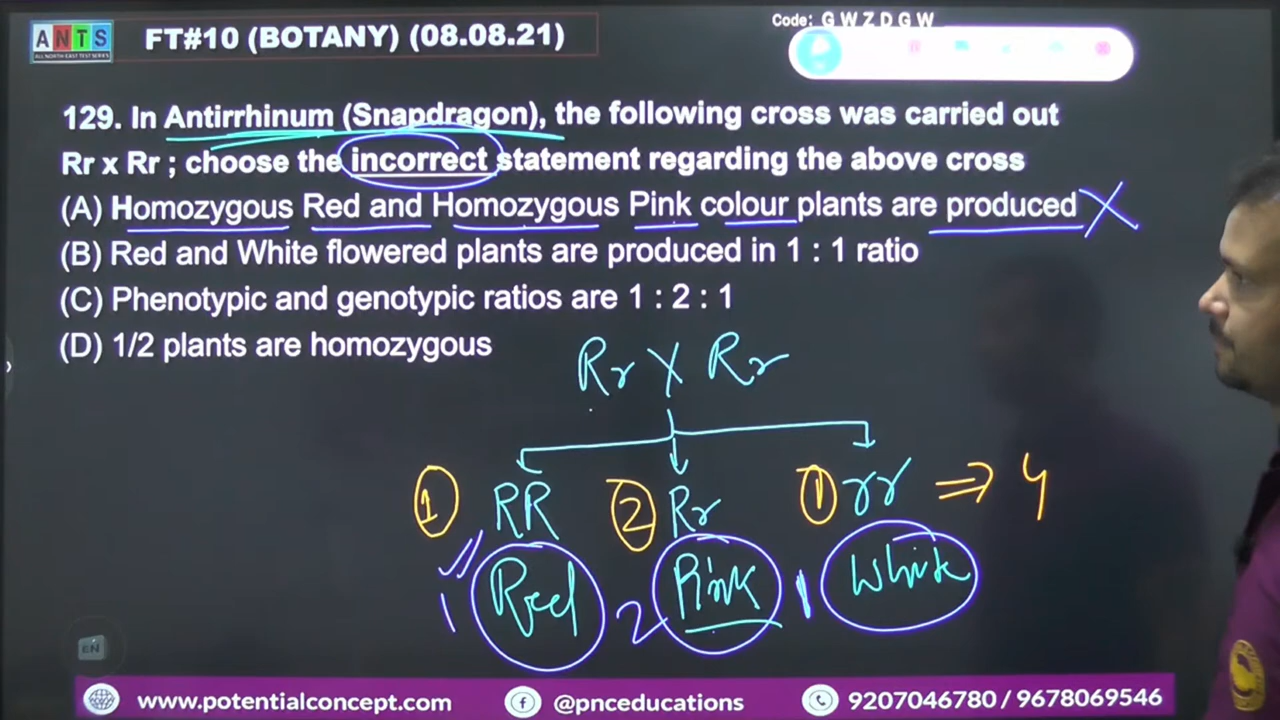 ANTS
ALL NORTH EAST TEST SERIES
FT#10 (BOTANY) (08.08.21)
Code: G W Z D G W
129. In Antirrhinum (Snapdragon), the following cross was carried out
Rr x Rr ; choose the incorrect statement regarding the above cross
(A) Homozygous Red and Homozygous Pink colour plants are produced X
(B) Red and White flowered plants are produced in 1 : 1 ratio
(C) Phenotypic and genotypic ratios are 1 : 2 : 1
(D) 1/2 plants are homozygous
Rr X Rr
1 RR 2 Rr 1 rr ⇒ 4
1 Red 2 Pink 1 White
EN
www.potentialconcept.com @pnceducations 9207046780 / 9678069546